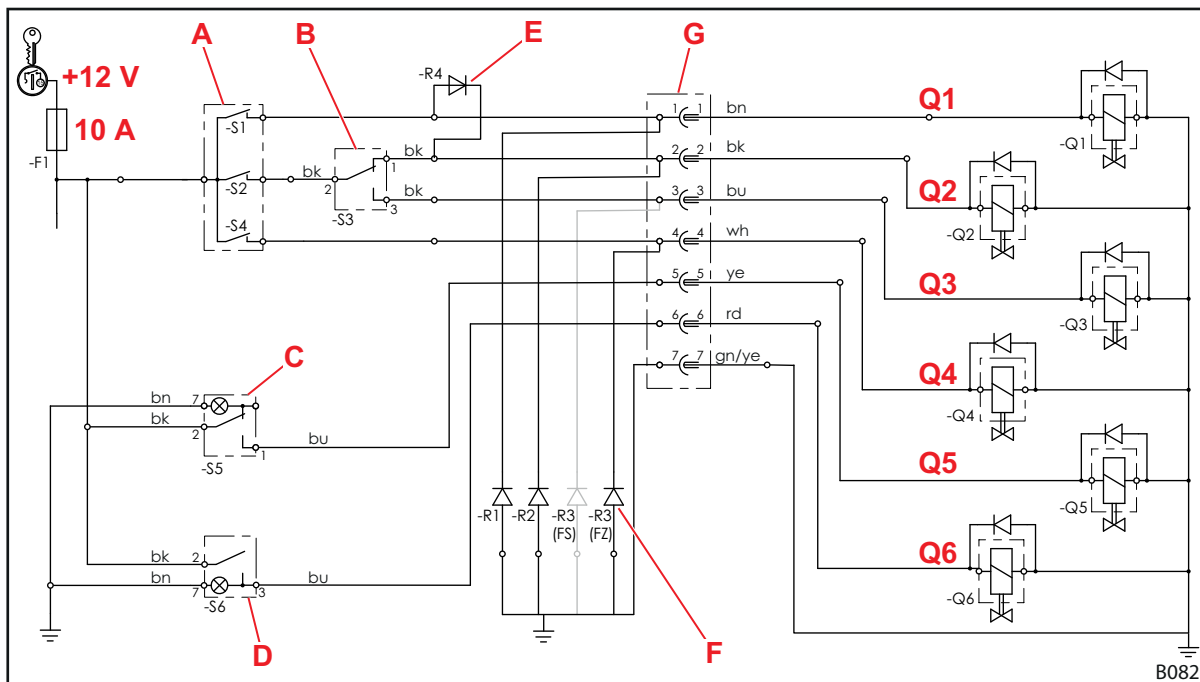 A
B
E
G
+12 V
10 A
-F1
-R4
-S1
-S2
-S4
bk
2
bk
1
bk
3
-S3
1 1 bn
2 2 bk
3 3 bu
4 4 wh
5 5 ye
6 6 rd
7 7 gn/ye
Q1
-Q1
Q2
-Q2
Q3
-Q3
Q4
-Q4
Q5
-Q5
Q6
-Q6
C
bn 7
bk 2
bu
1
-S5
bk 2
bn 7
bu
3
-S6
D
-R1
-R2
-R3
(FS)
-R3
(FZ)
F
B082